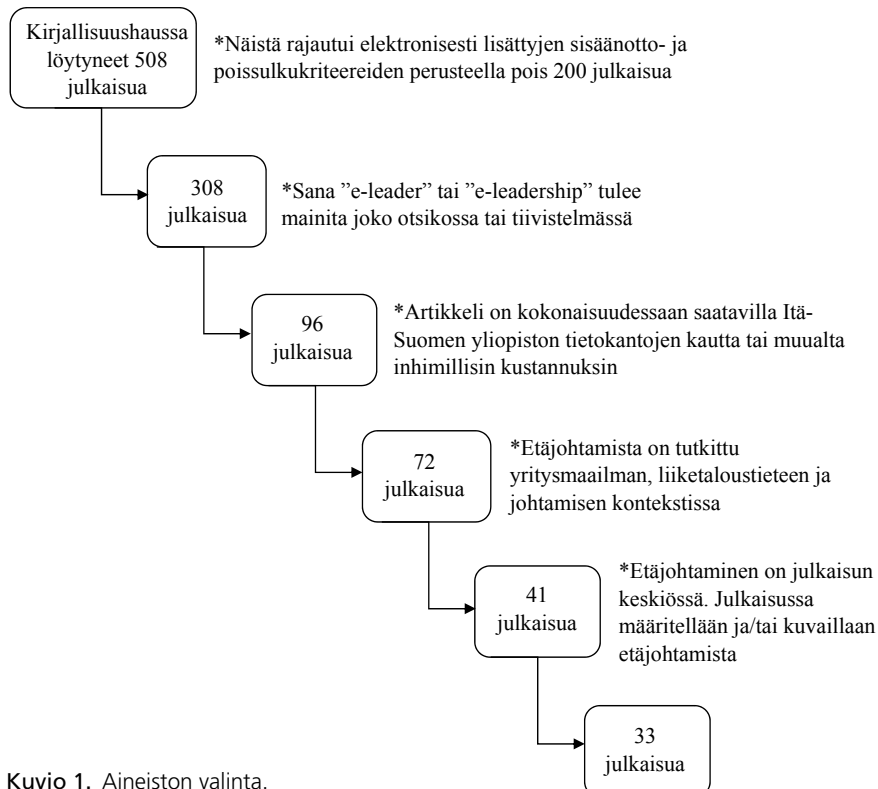 Kirjallisuushaussa
löytyneet 508
julkaisua
*Näistä rajautui elektronisesti lisättyjen sisäänotto- ja
poissulkukriteereiden perusteella pois 200 julkaisua
308
julkaisua
*Sana ”e-leader” tai ”e-leadership” tulee
mainita joko otsikossa tai tiivistelmässä
96
julkaisua
*Artikkeli on kokonaisuudessaan saatavilla Itä-
Suomen yliopiston tietokantojen kautta tai muualta
inhimillisin kustannuksin
72
julkaisua
*Etäjohtamista on tutkittu
yritysmaailman, liiketaloustieteen ja
johtamisen kontekstissa
41
julkaisua
*Etäjohtaminen on julkaisun
keskiössä. Julkaisussa
määritellään ja/tai kuvaillaan
etäjohtamista
33
julkaisua
Kuvio 1. Aineiston valinta.